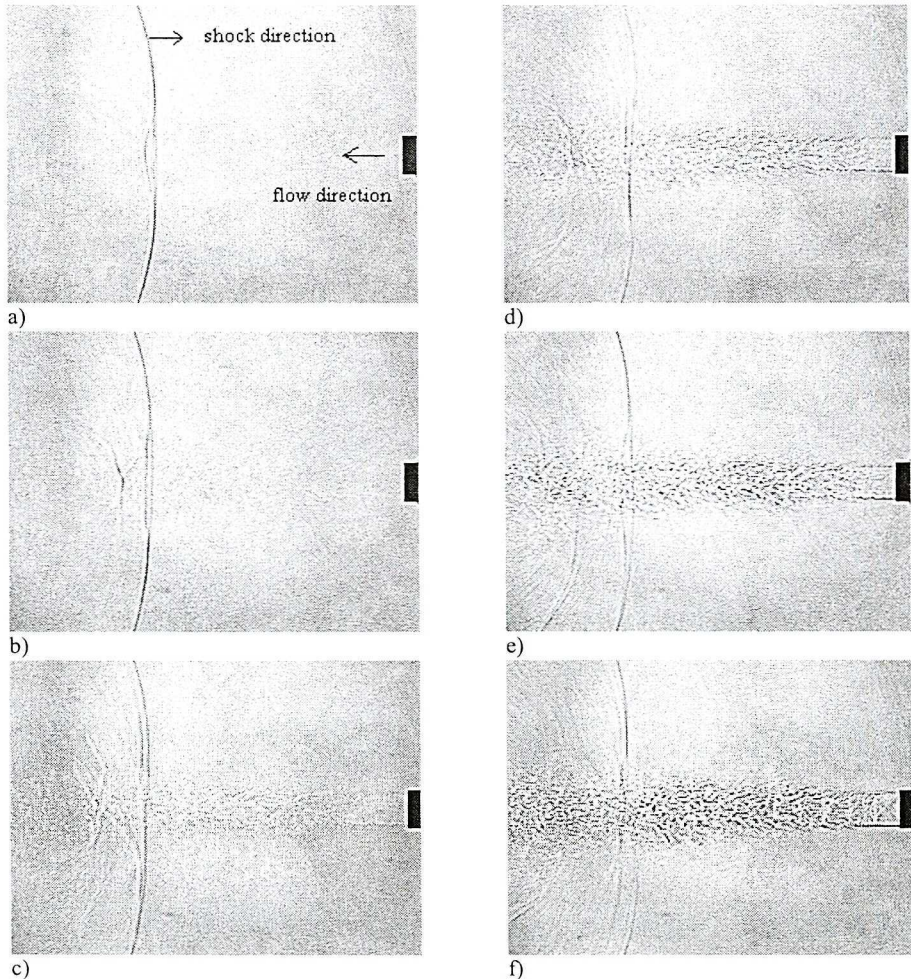 shock direction
flow direction
a)
d)
b)
e)
c)
f)